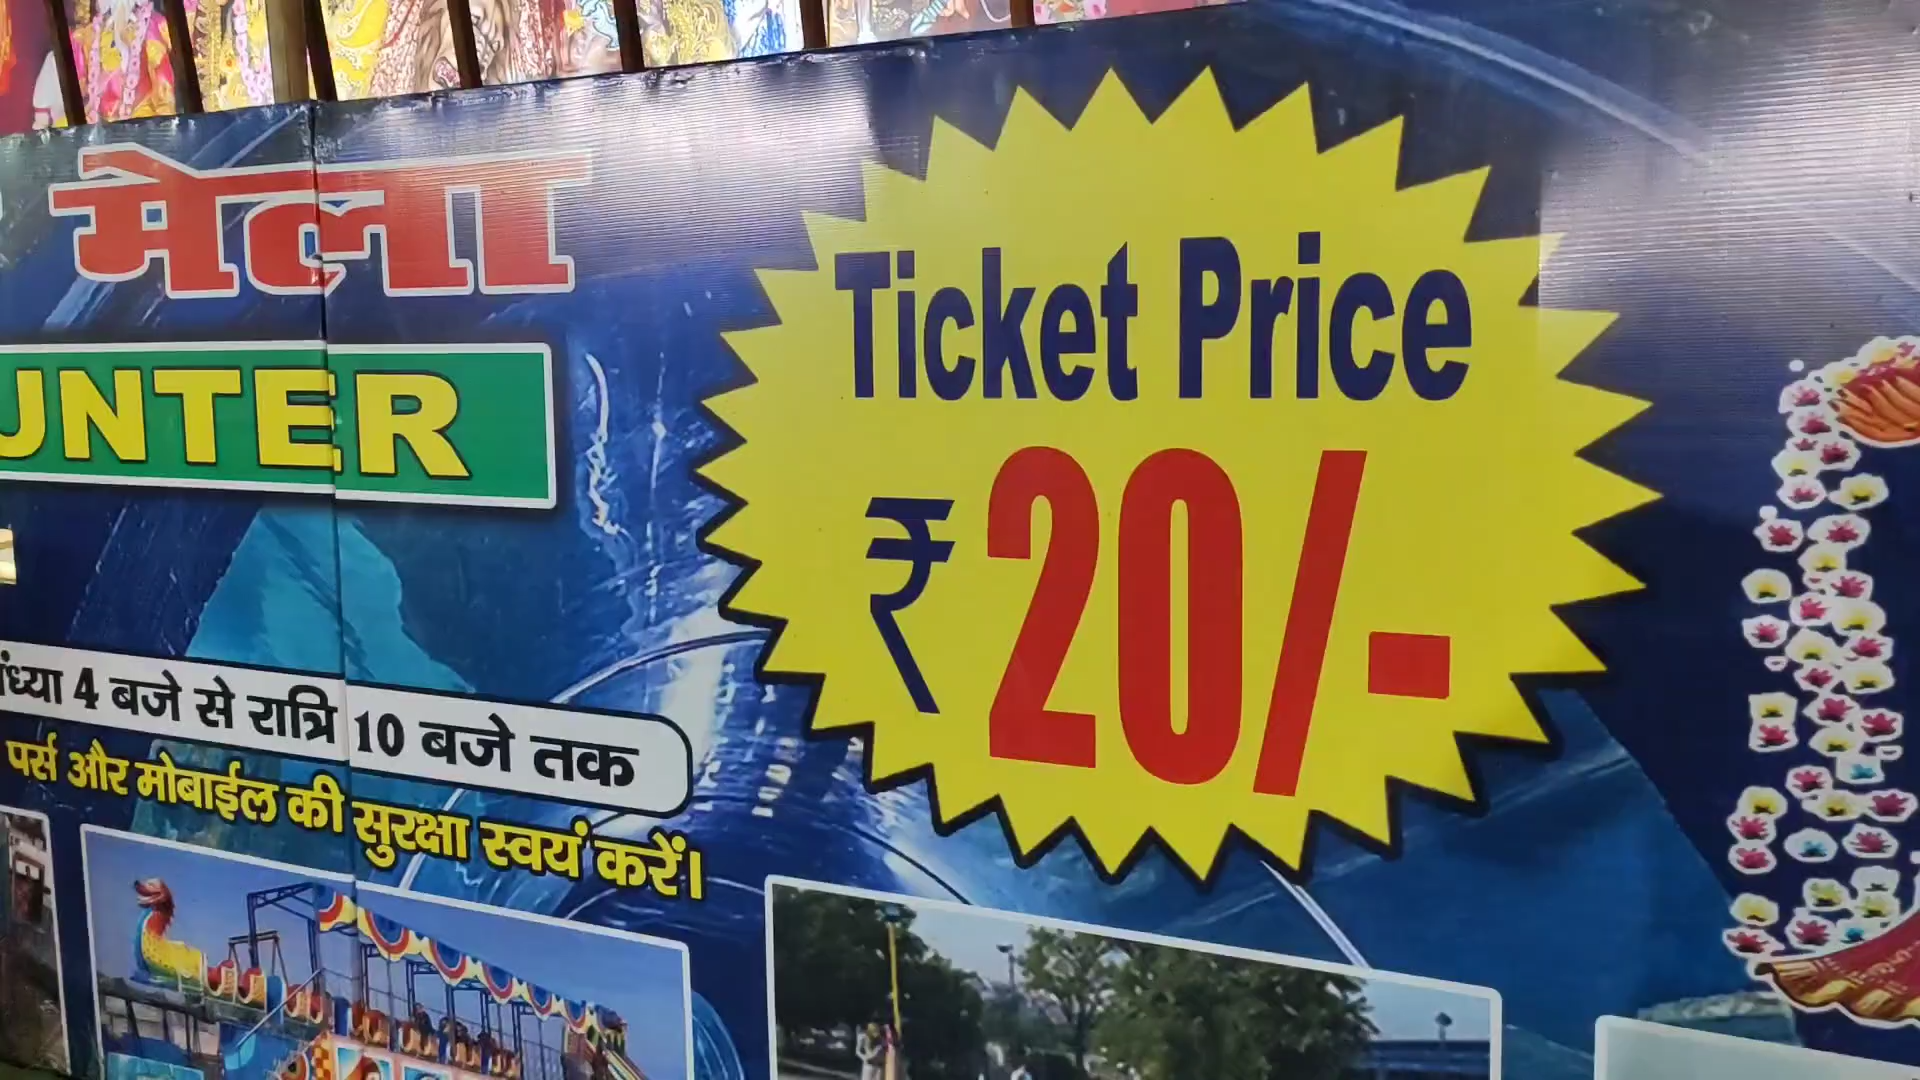 मेला
UNTER
Ticket Price
₹ 20/-
ंध्या 4 बजे से रात्रि 10 बजे तक
पर्स और मोबाईल की सुरक्षा स्वयं करें।